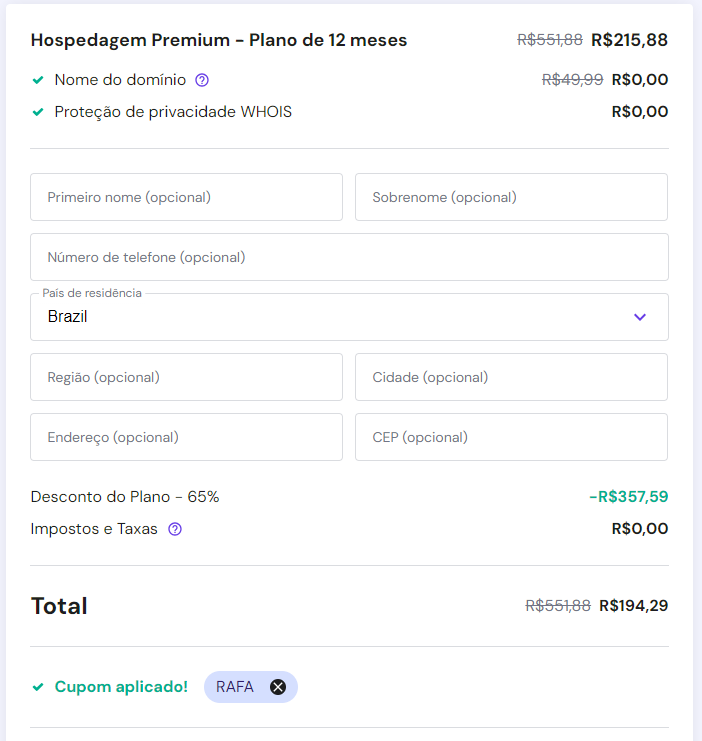 Hospedagem Premium - Plano de 12 meses R$551,88 R$215,88
Nome do domínio R$49,99 R$0,00
Proteção de privacidade WHOIS R$0,00
Primeiro nome (opcional) Sobrenome (opcional)
Número de telefone (opcional)
País de residência
Brazil
Região (opcional) Cidade (opcional)
Endereço (opcional) CEP (opcional)
Desconto do Plano - 65% -R$357,59
Impostos e Taxas R$0,00
Total R$551,88 R$194,29
Cupom aplicado! RAFA